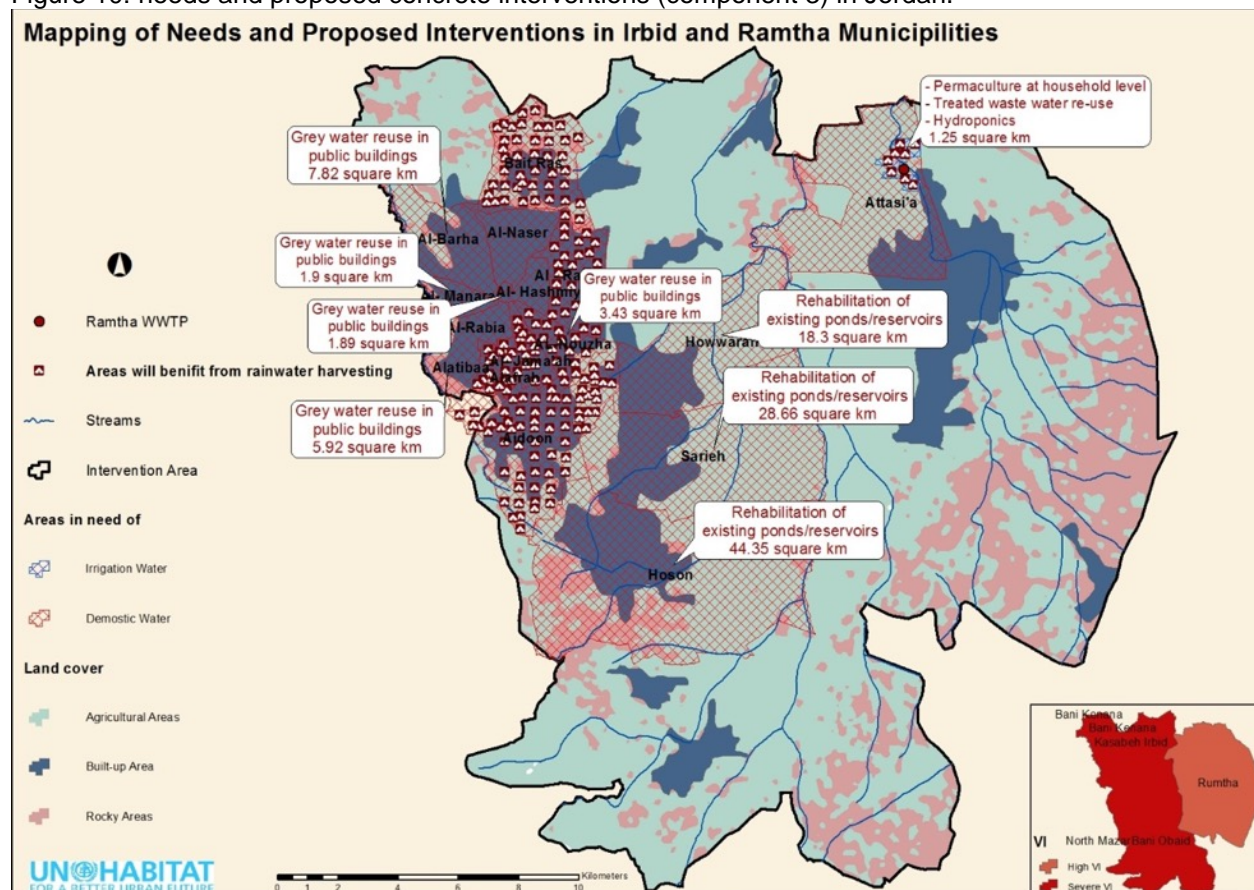 Figure 10: needs and proposed concrete interventions (component 3) in Jordan.
Mapping of Needs and Proposed Interventions in Irbid and Ramtha Municipilities
- Permaculture at household level
- Treated waste water re-use
- Hydroponics
1.25 square km
Grey water reuse in
public buildings
7.82 square km
Bait Ras
Attasi'a
Al-Barha
Al-Naser
Grey water reuse in
public buildings
1.9 square km
Al-Manara
Al- Hashmy
Grey water reuse in
public buildings
3.43 square km
Grey water reuse in
public buildings
1.89 square km
Al-Rabia
Al-Nouzha
Rehabilitation of
existing ponds/reservoirs
18.3 square km
Howwarah
Alatibaa
Al-Jama'ah
Rehabilitation of
existing ponds/reservoirs
28.66 square km
Sarieh
Grey water reuse in
public buildings
5.92 square km
Aidoon
Rehabilitation of
existing ponds/reservoirs
44.35 square km
Hoson
Ramtha WWTP
Areas will benifit from rainwater harvesting
Streams
Intervention Area
Areas in need of
Irrigation Water
Demostic Water
Land cover
Agricultural Areas
Built-up Area
Rocky Areas
UN HABITAT
FOR A BETTER URBAN FUTURE
Kilometers
0 1 2 4 6 8 10
Bani Kenana
Bani Kenana
Kasabeh Irbid
Rumtha
VI
North Mazar
Bani Obaid
High VI
Severe VI